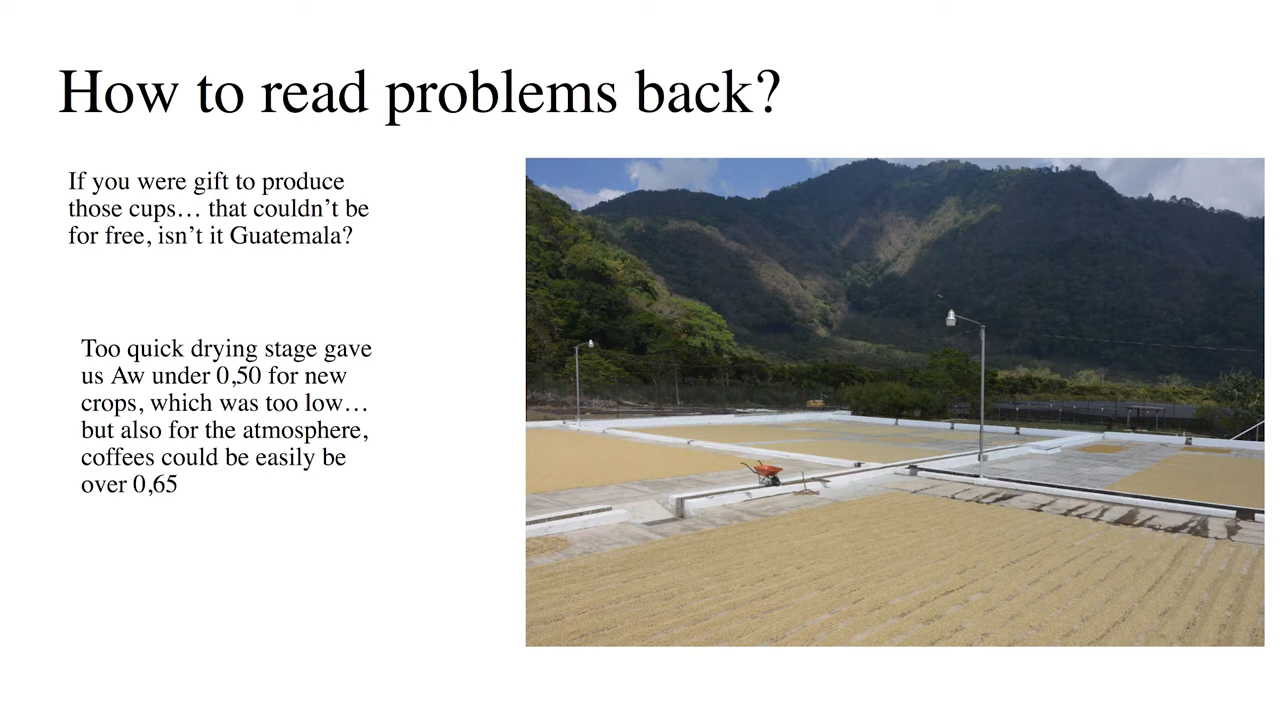 How to read problems back?
If you were gift to produce
those cups… that couldn’t be
for free, isn’t it Guatemala?
Too quick drying stage gave
us Aw under 0,50 for new
crops, which was too low…
but also for the atmosphere,
coffees could be easily be
over 0,65